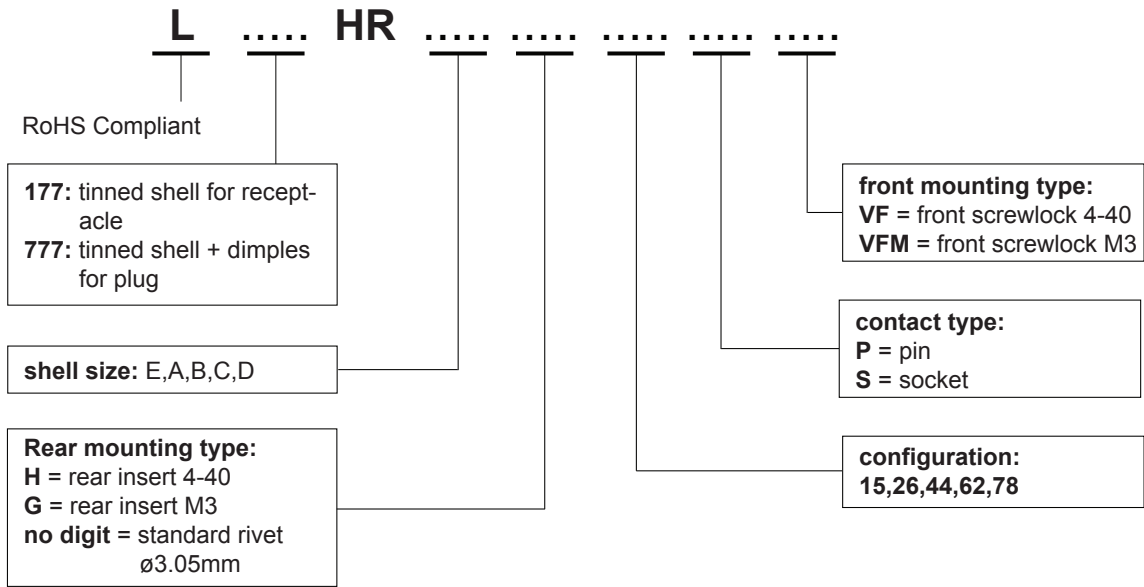 L ..... HR ..... ..... ..... ..... .....
RoHS Compliant
177: tinned shell for recept-
acle
777: tinned shell + dimples
for plug
shell size: E,A,B,C,D
Rear mounting type:
H = rear insert 4-40
G = rear insert M3
no digit = standard rivet
ø3.05mm
front mounting type:
VF = front screwlock 4-40
VFM = front screwlock M3
contact type:
P = pin
S = socket
configuration:
15,26,44,62,78